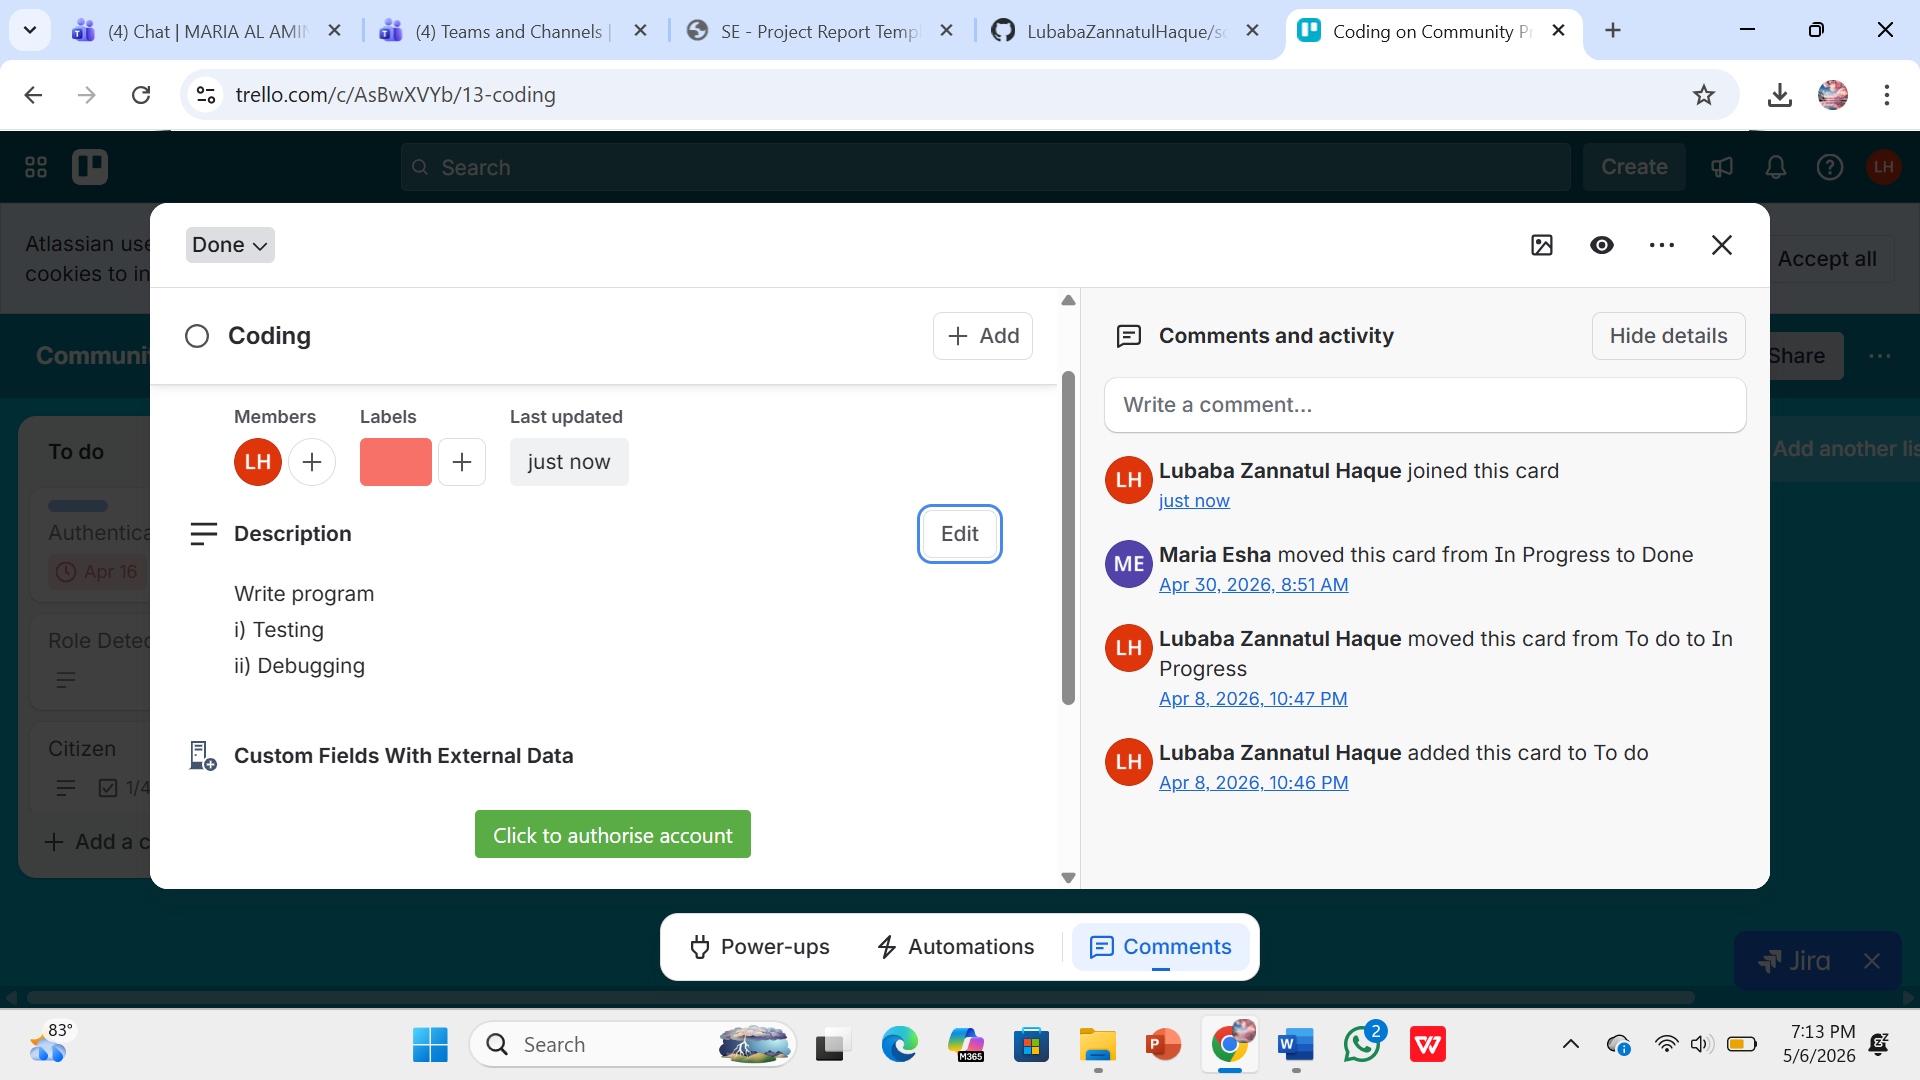 (4) Chat | MARIA AL AMIN
(4) Teams and Channels |
SE - Project Report Templ
LubabaZannatulHaque/so
Coding on Community Pr
trello.com/c/AsBwXVYb/13-coding
Search
Create
LH
Atlassian use
cookies to in
Accept all
Communi
Share
To do
Authentica
Apr 16
Role Detec
Citizen
1/4
Add a c
Add another lis
Done
Coding
Add
Members
Labels
Last updated
LH
just now
Description
Edit
Write program
i) Testing
ii) Debugging
Custom Fields With External Data
Click to authorise account
Comments and activity
Hide details
Write a comment...
LH
Lubaba Zannatul Haque joined this card
just now
ME
Maria Esha moved this card from In Progress to Done
Apr 30, 2026, 8:51 AM
LH
Lubaba Zannatul Haque moved this card from To do to In
Progress
Apr 8, 2026, 10:47 PM
LH
Lubaba Zannatul Haque added this card to To do
Apr 8, 2026, 10:46 PM
Power-ups
Automations
Comments
Jira
83°
Search
M365
2
7:13 PM
5/6/2026